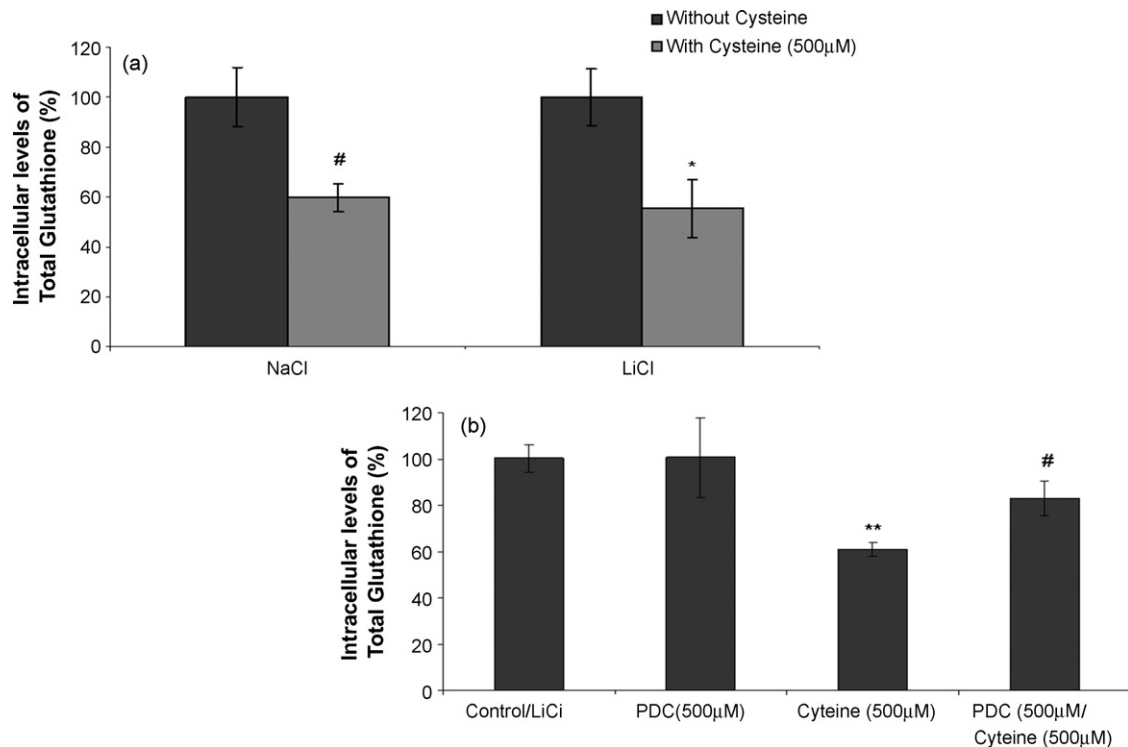 Without Cysteine
With Cysteine (500μM)
(a)
Intracellular levels of
Total Glutathione (%)
120
100
80
60
40
20
0
#
*
NaCl
LiCl
(b)
Intracellular levels of
Total Glutathione (%)
120
100
80
60
40
20
0
**
#
Control/LiCi
PDC(500μM)
Cyteine (500μM)
PDC (500μM/
Cyteine (500μM)